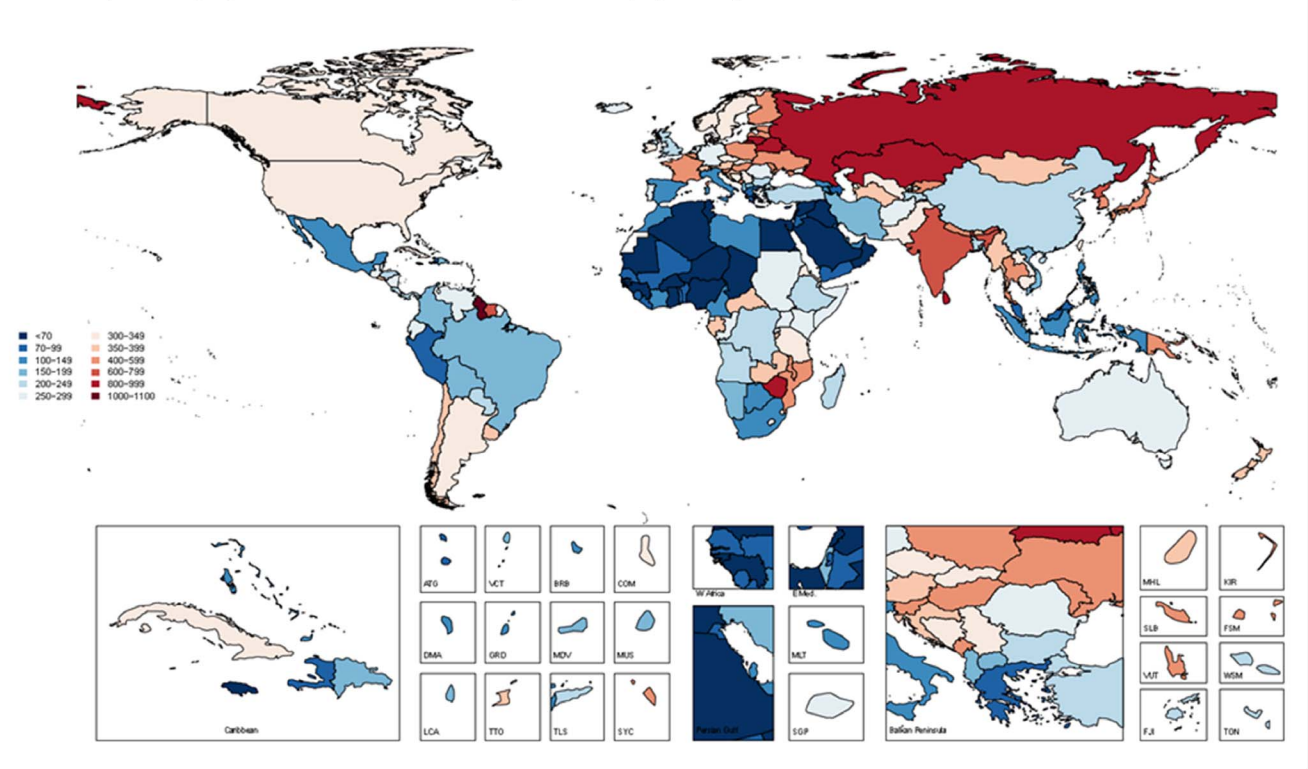 <70
70-99
100-149
150-199
200-249
250-299
300-349
350-399
400-599
600-799
800-999
1000-1100
Caribbean
ATG
VCT
BRB
COM
DMA
GRD
MDV
MUS
LCA
TTO
TLS
SYC
W Africa
E Med.
Persian Gulf
MLT
SGP
Balkan Peninsula
MHL
KIR
SLB
FSM
VUT
WSM
FJI
TON